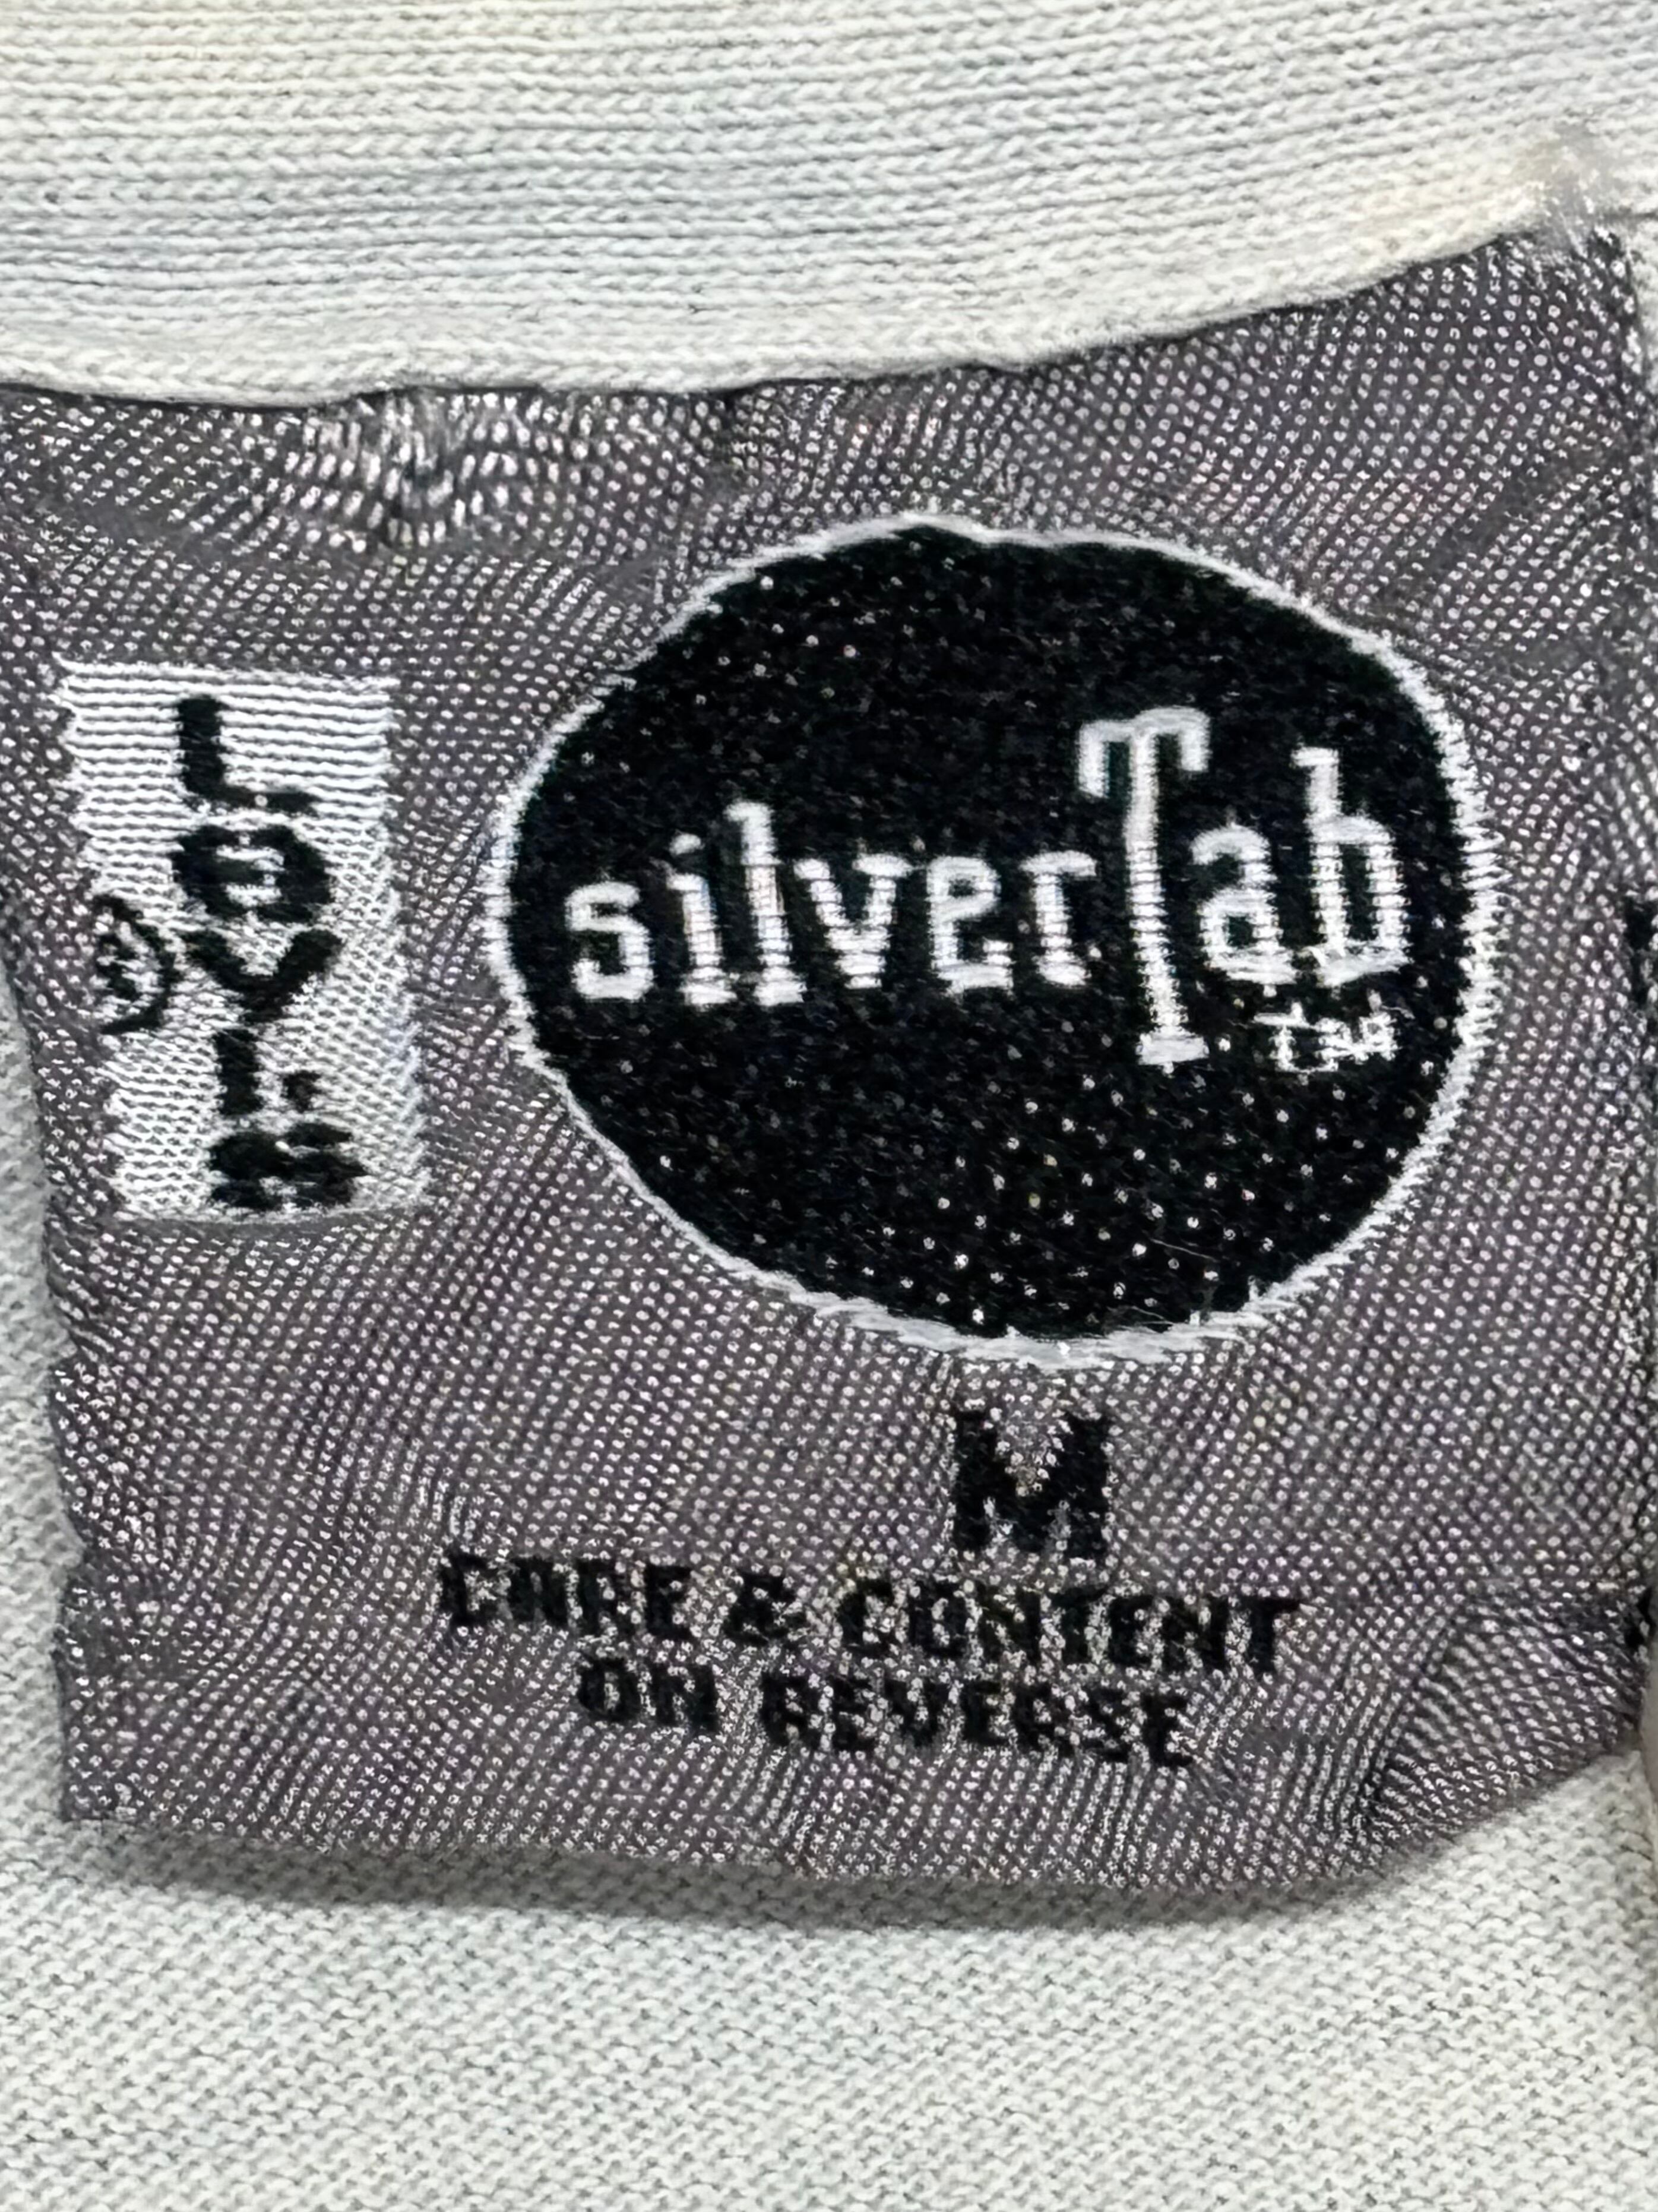 LEVI'S
®
silverTab
TM
M
CARE & CONTENT
ON REVERSE